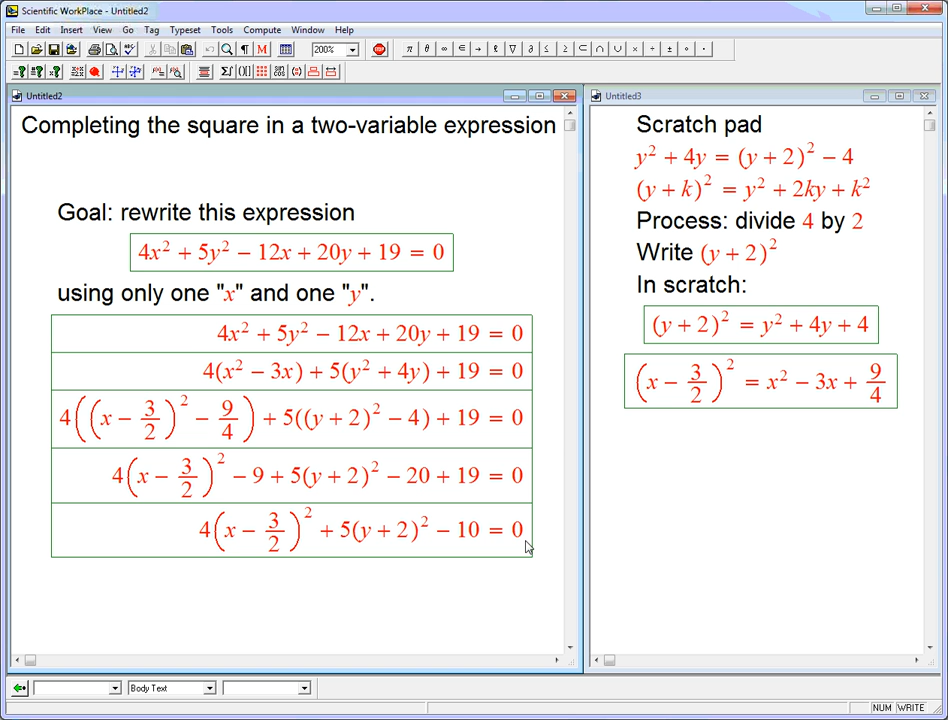 Scientific WorkPlace - Untitled2
File Edit Insert View Go Tag Typeset Tools Compute Window Help
200% STOP π θ ∞ ∈ → ℓ ∇ ∂ ≤ ≥ ⊂ ∩ ∪ × ÷ ± ∘ ·
Untitled2
Completing the square in a two-variable expression
Goal: rewrite this expression
4x² + 5y² − 12x + 20y + 19 = 0
using only one "x" and one "y".
4x² + 5y² − 12x + 20y + 19 = 0
4(x² − 3x) + 5(y² + 4y) + 19 = 0
4((x − 3/2)² − 9/4) + 5((y + 2)² − 4) + 19 = 0
4(x − 3/2)² − 9 + 5(y + 2)² − 20 + 19 = 0
4(x − 3/2)² + 5(y + 2)² − 10 = 0
Untitled3
Scratch pad
y² + 4y = (y + 2)² − 4
(y + k)² = y² + 2ky + k²
Process: divide 4 by 2
Write (y + 2)²
In scratch:
(y + 2)² = y² + 4y + 4
(x − 3/2)² = x² − 3x + 9/4
Body Text
NUM WRITE